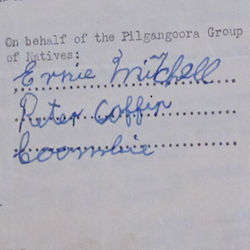 On behalf of the Pilgangoora Group
of Natives:
Ernie Mitchell
Peter Coffin
Coombie